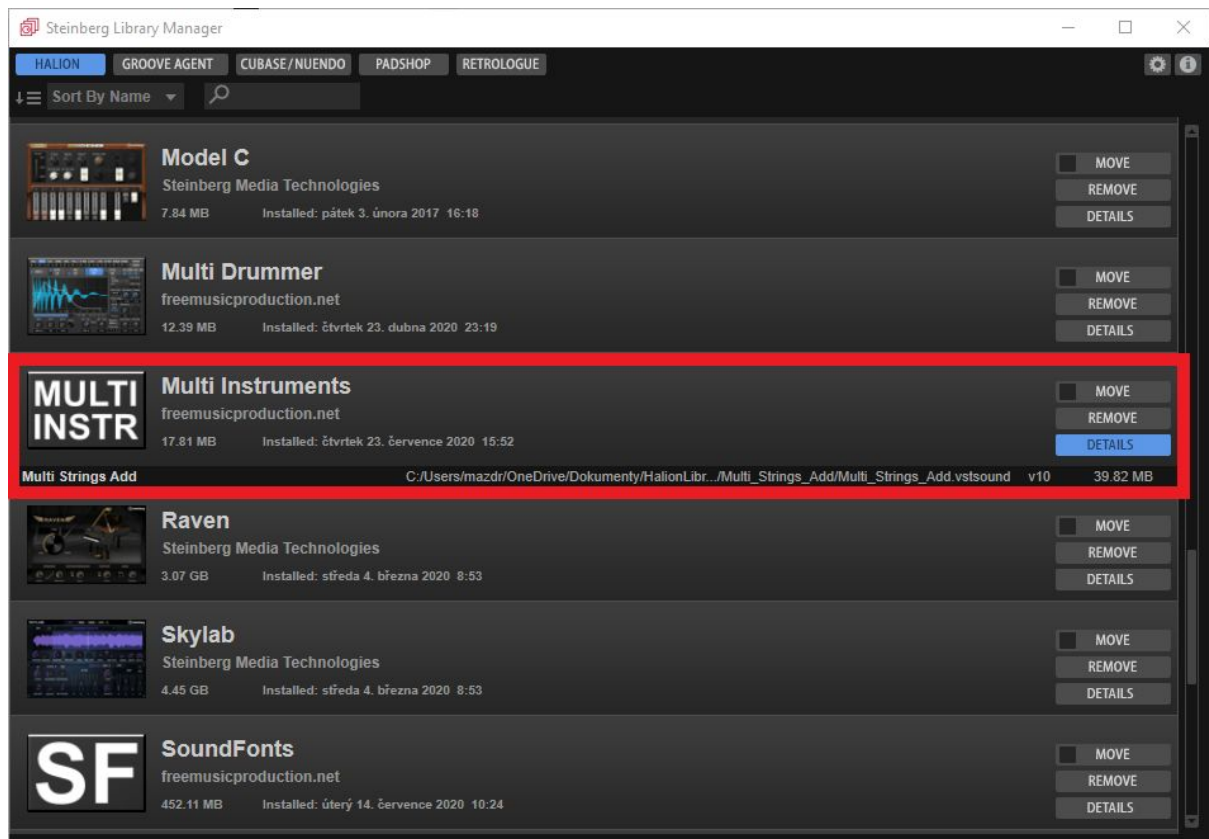 Steinberg Library Manager
HALION GROOVE AGENT CUBASE/NUENDO PADSHOP RETROLOGUE
Sort By Name
Model C
Steinberg Media Technologies
7.84 MB Installed: pátek 3. února 2017 16:18
MOVE
REMOVE
DETAILS
Multi Drummer
freemusicproduction.net
12.39 MB Installed: čtvrtek 23. dubna 2020 23:19
MOVE
REMOVE
DETAILS
MULTI
INSTR
Multi Instruments
freemusicproduction.net
17.81 MB Installed: čtvrtek 23. července 2020 15:52
MOVE
REMOVE
DETAILS
Multi Strings Add C:/Users/mazdr/OneDrive/Dokumenty/HalionLibr.../Multi_Strings_Add/Multi_Strings_Add.vstsound v10 39.82 MB
Raven
Steinberg Media Technologies
3.07 GB Installed: středa 4. března 2020 8:53
MOVE
REMOVE
DETAILS
Skylab
Steinberg Media Technologies
4.45 GB Installed: středa 4. března 2020 8:53
MOVE
REMOVE
DETAILS
SF
SoundFonts
freemusicproduction.net
452.11 MB Installed: úterý 14. července 2020 10:24
MOVE
REMOVE
DETAILS